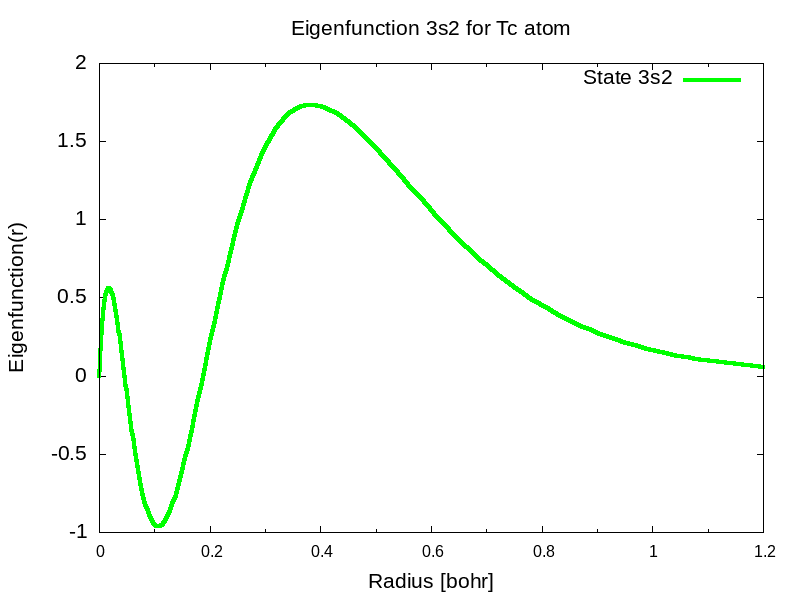 Eigenfunction 3s2 for Tc atom
State 3s2
2
1.5
1
0.5
0
-0.5
-1
Eigenfunction(r)
0 0.2 0.4 0.6 0.8 1 1.2
Radius [bohr]